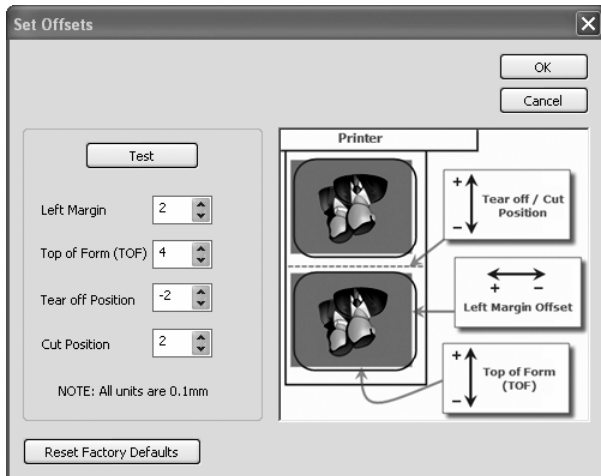 Set Offsets
OK
Cancel
Test
Left Margin 2
Top of Form (TOF) 4
Tear off Position -2
Cut Position 2
NOTE: All units are 0.1mm
Reset Factory Defaults
Printer
+
Tear off / Cut
Position
−
+ −
Left Margin Offset
+
Top of Form
(TOF)
−